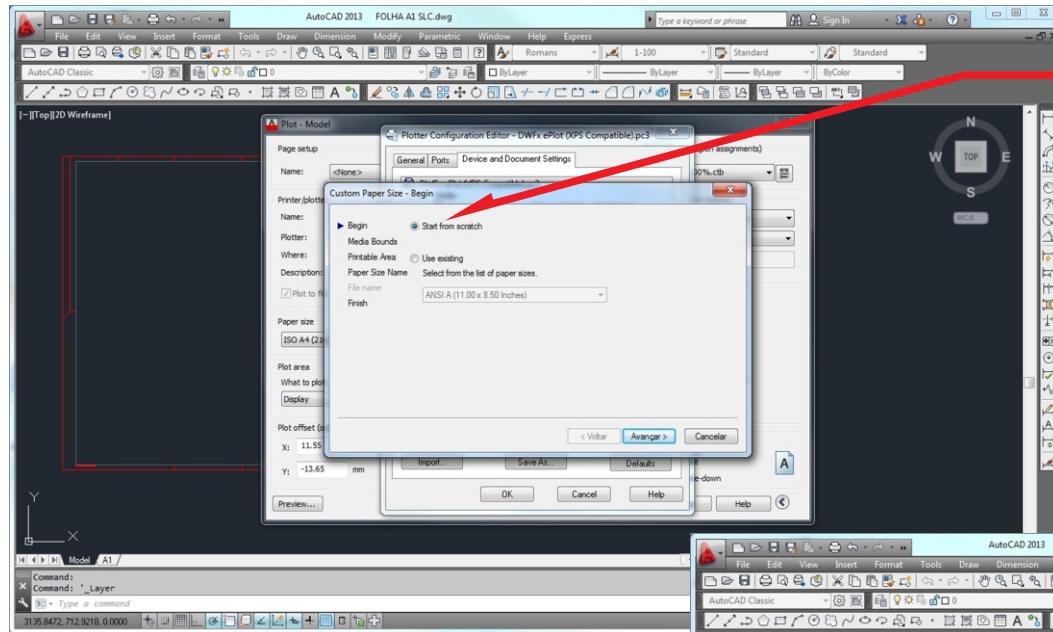 AutoCAD 2013 FOLHA A1 SLC.dwg
Type a keyword or phrase
Sign In
File Edit View Insert Format Tools Draw Dimension Modify Parametric Window Help Express
Romans
1-100
Standard
Standard
AutoCAD Classic
0
ByLayer
ByLayer
ByLayer
ByColor
[-][Top][2D Wireframe]
N
W
TOP
E
S
WCS
Plot - Model
Page setup
Name:
<None>
Printer/plotte
Name:
Plotter:
Where:
Description:
Plot to fi
Paper size
ISO A4 (21
Plot area
What to plot
Display
Plot offset (o
X: 11.55
Y: -13.65 mm
Preview...
assignments)
00%.ctb
e-down
Help
Plotter Configuration Editor - DWFx ePlot (XPS Compatible).pc3
General
Ports
Device and Document Settings
Custom Paper Size - Begin
Begin
Media Bounds
Printable Area
Paper Size Name
File name
Finish
Start from scratch
Use existing
Select from the list of paper sizes.
ANSI A (11.00 x 8.50 Inches)
< Voltar
Avançar >
Cancelar
Import...
Save As...
Defaults
OK
Cancel
Help
Y
X
Model
A1
Command:
Command: '_Layer
Type a command
3135.8472, 712.9218, 0.0000
AutoCAD 2013
File Edit View Insert Format Tools Draw Dimension
AutoCAD Classic
0